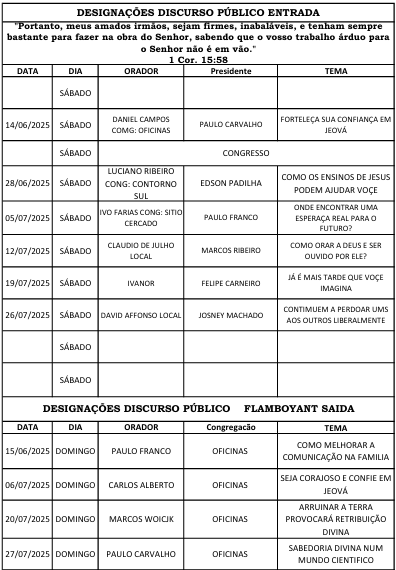 DESIGNAÇÕES DISCURSO PÚBLICO ENTRADA
"Portanto, meus amados irmãos, sejam firmes, inabaláveis, e tenham sempre
bastante para fazer na obra do Senhor, sabendo que o vosso trabalho árduo para
o Senhor não é em vão."
1 Cor. 15:58
DATA DIA ORADOR Presidente TEMA
SÁBADO
DANIEL CAMPOS
COMG: OFICINAS
14/06/2025 SÁBADO PAULO CARVALHO
FORTELEÇA SUA CONFIANÇA EM
JEOVÁ
SÁBADO CONGRESSO
LUCIANO RIBEIRO
CONG: CONTORNO
SUL
28/06/2025 SÁBADO EDSON PADILHA
COMO OS ENSINOS DE JESUS
PODEM AJUDAR VOÇE
IVO FARIAS CONG: SITIO
CERCADO
05/07/2025 SÁBADO PAULO FRANCO
ONDE ENCONTRAR UMA
ESPERAÇA REAL PARA O
FUTURO?
CLAUDIO DE JULHO
LOCAL
12/07/2025 SÁBADO MARCOS RIBEIRO
COMO ORAR A DEUS E SER
OUVIDO POR ELE?
19/07/2025 SÁBADO IVANOR FELIPE CARNEIRO
JÁ É MAIS TARDE QUE VOÇE
IMAGINA
26/07/2025 SÁBADO DAVID AFFONSO LOCAL JOSNEY MACHADO
CONTINUEM A PERDOAR UMS
AOS OUTROS LIBERALMENTE
SÁBADO
SÁBADO
DESIGNAÇÕES DISCURSO PÚBLICO FLAMBOYANT SAIDA
DATA DIA ORADOR Congregacão TEMA
15/06/2025 DOMINGO PAULO FRANCO OFICINAS
COMO MELHORAR A
COMUNICAÇÃO NA FAMILIA
06/07/2025 DOMINGO CARLOS ALBERTO OFICINAS
SEJA CORAJOSO E CONFIE EM
JEOVÁ
20/07/2025 DOMINGO MARCOS WOICJK OFICINAS
ARRUINAR A TERRA
PROVOCARÁ RETRIBUIÇÃO
DIVINA
27/07/2025 DOMINGO PAULO CARVALHO OFICINAS
SABEDORIA DIVINA NUM
MUNDO CIENTIFICO